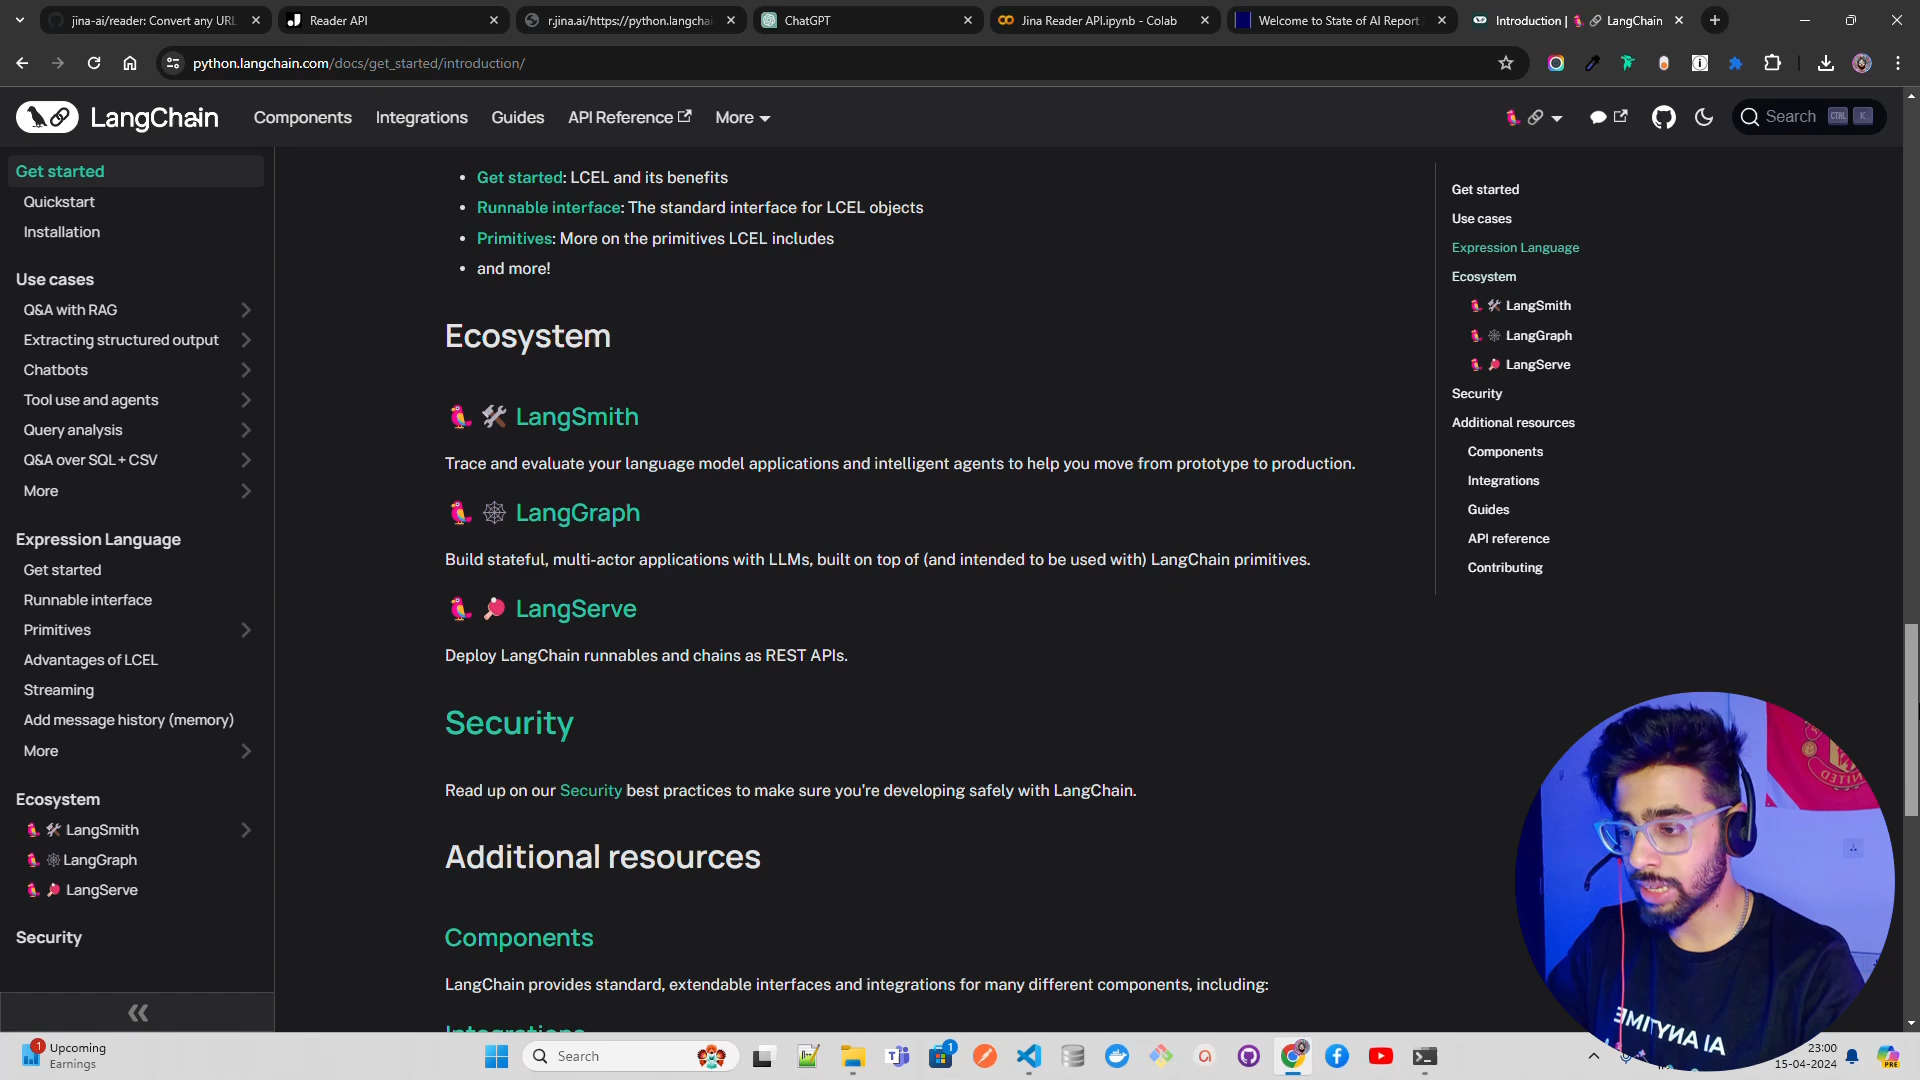 jina-ai/reader: Convert any URL
Reader API
r.jina.ai/https://python.langchai
ChatGPT
Jina Reader API.ipynb - Colab
Welcome to State of AI Report
Introduction | 🦜️🔗 LangChain
python.langchain.com/docs/get_started/introduction/
LangChain
Components
Integrations
Guides
API Reference
More
Search
CTRL K
Get started
Quickstart
Installation
Use cases
Q&A with RAG
Extracting structured output
Chatbots
Tool use and agents
Query analysis
Q&A over SQL + CSV
More
Expression Language
Get started
Runnable interface
Primitives
Advantages of LCEL
Streaming
Add message history (memory)
More
Ecosystem
🦜🛠️ LangSmith
🦜🕸️LangGraph
🦜️🏓 LangServe
Security
• Get started: LCEL and its benefits
• Runnable interface: The standard interface for LCEL objects
• Primitives: More on the primitives LCEL includes
• and more!
Ecosystem
🦜🛠️ LangSmith
Trace and evaluate your language model applications and intelligent agents to help you move from prototype to production.
🦜🕸️ LangGraph
Build stateful, multi-actor applications with LLMs, built on top of (and intended to be used with) LangChain primitives.
🦜🏓 LangServe
Deploy LangChain runnables and chains as REST APIs.
Security
Read up on our Security best practices to make sure you're developing safely with LangChain.
Additional resources
Components
LangChain provides standard, extendable interfaces and integrations for many different components, including:
Integrations
Get started
Use cases
Expression Language
Ecosystem
🦜🛠️ LangSmith
🦜🕸️ LangGraph
🦜🏓 LangServe
Security
Additional resources
Components
Integrations
Guides
API reference
Contributing
UNITED
AI ANYTIME
1
Upcoming
Earnings
Search
1
PRE
23:00
15-04-2024